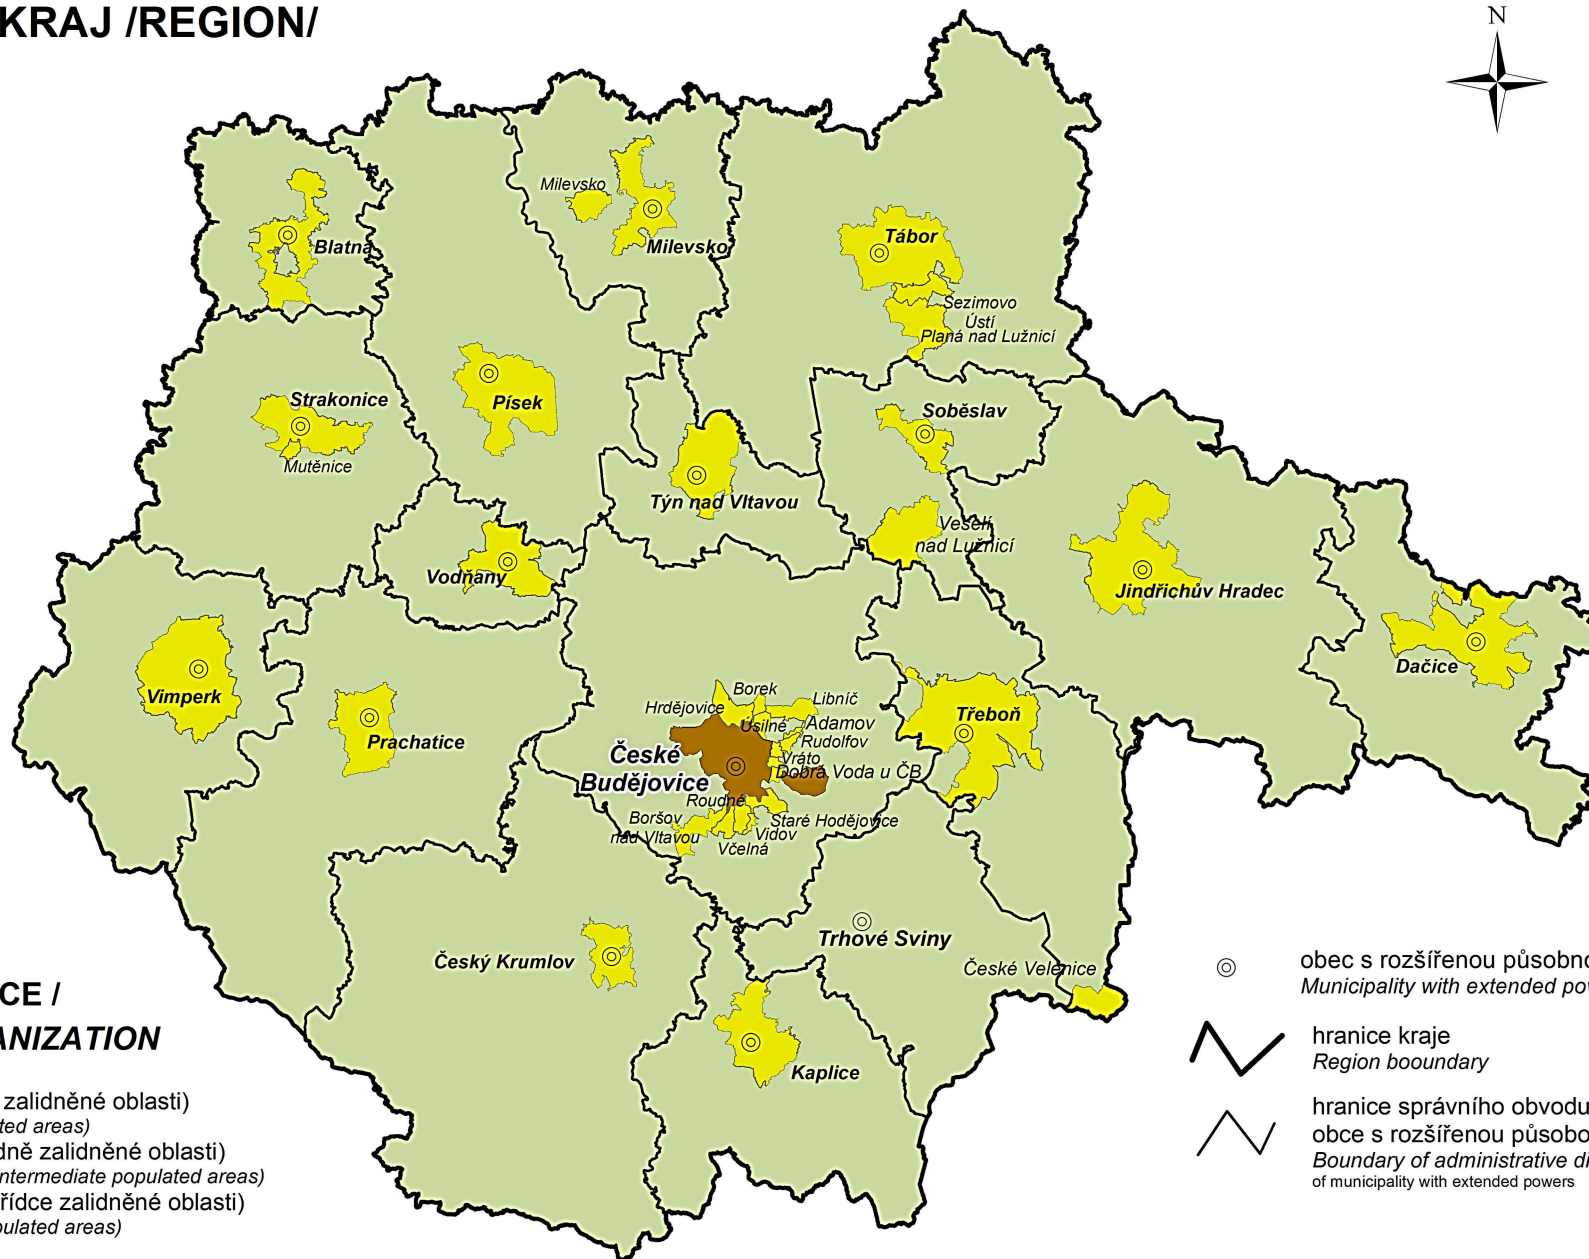 KRAJ /REGION/
N
Milevsko
Blatná
Milevsko
Tábor
Sezimovo
Ústí
Planá nad Lužnicí
Strakonice
Písek
Soběslav
Mutěnice
Týn nad Vltavou
Veselí
nad Lužnicí
Vodňany
Jindřichův Hradec
Dačice
Vimperk
Prachatice
Borek
Libníč
Hrdějovice
Úsilné
Adamov
Rudolfov
Třeboň
České
Budějovice
Vráto
Dobrá Voda u ČB
Roudné
Boršov
nad Vltavou
Staré Hodějovice
Vidov
Včelná
Trhové Sviny
Český Krumlov
České Velenice
Kaplice
CE /
ANIZATION
zalidněné oblasti)
ted areas)
dně zalidněné oblasti)
intermediate populated areas)
řídce zalidněné oblasti)
pulated areas)
obec s rozšířenou působno
Municipality with extended pov
hranice kraje
Region booundary
hranice správního obvodu
obce s rozšířenou působo
Boundary of administrative di
of municipality with extended powers